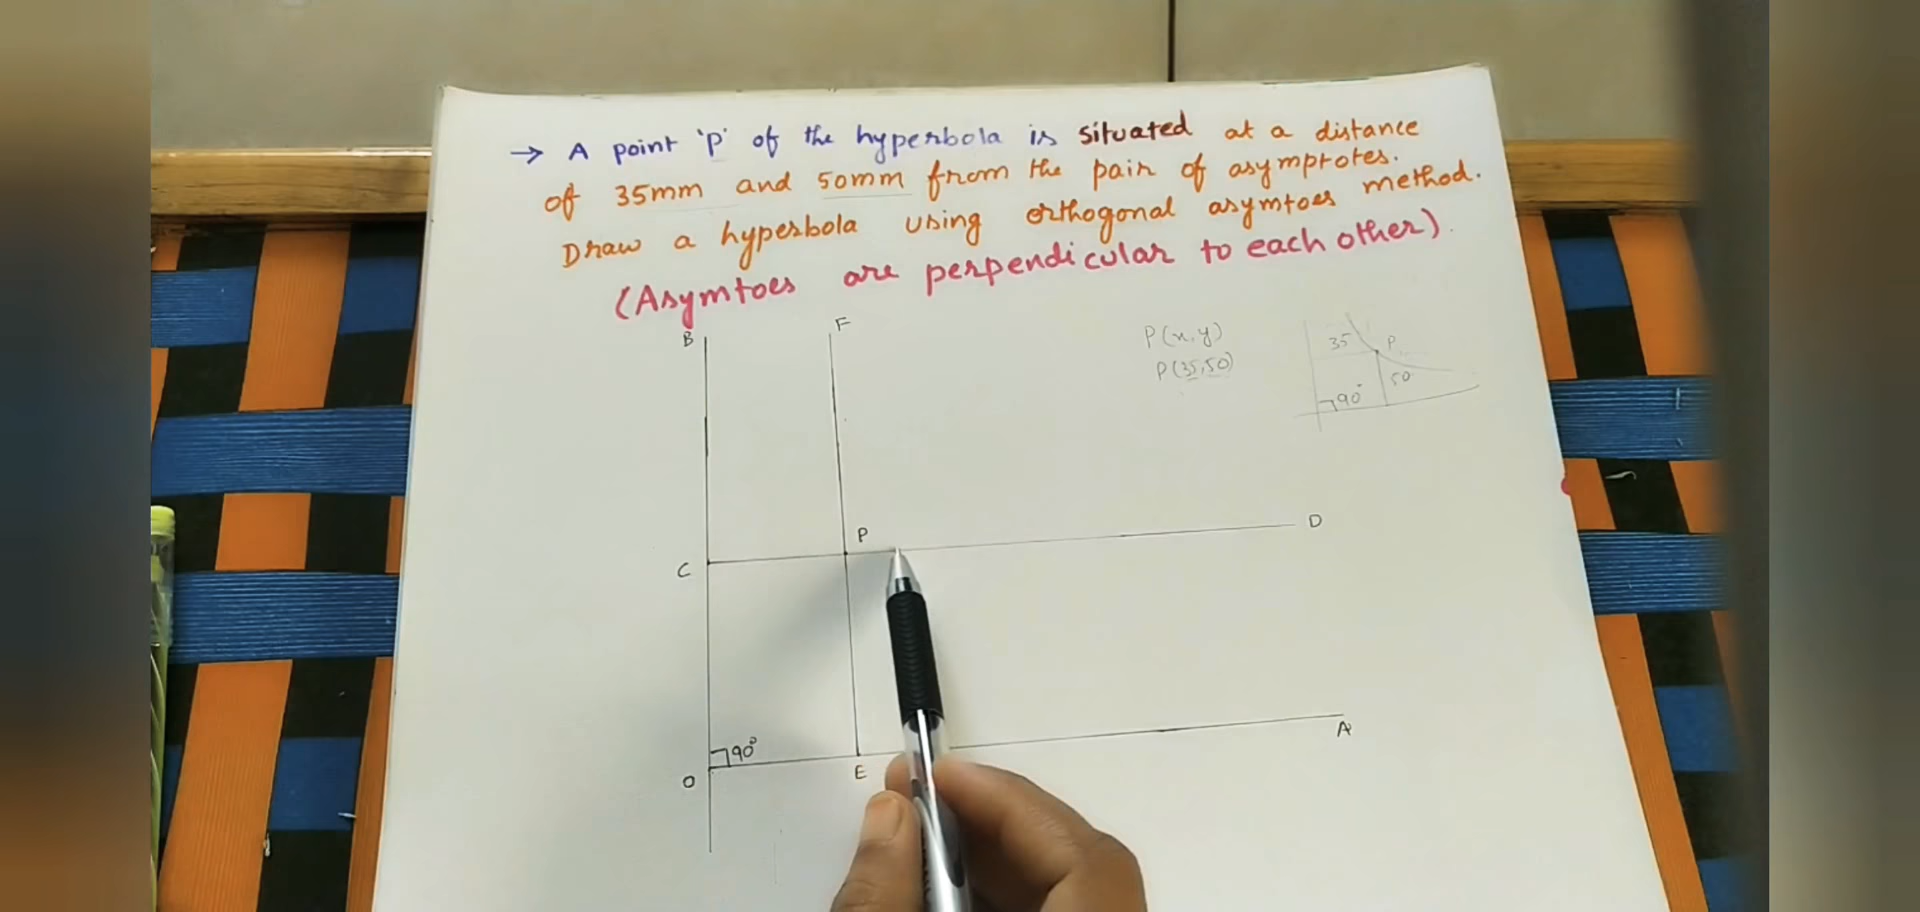 → A point 'P' of the hyperbola is situated at a distance
of 35mm and 50mm from the pair of asymptotes.
Draw a hyperbola using orthogonal asymtoes method.
(Asymtoes are perpendicular to each other).
B
F
P(x,y)
P(35,50)
35
P
50
90°
P
D
C
90°
O
E
A